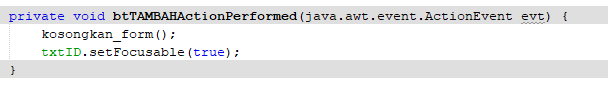 private void btTAMBAHActionPerformed(java.awt.event.ActionEvent evt) {
    kosongkan_form();
    txtID.setFocusable(true);
}